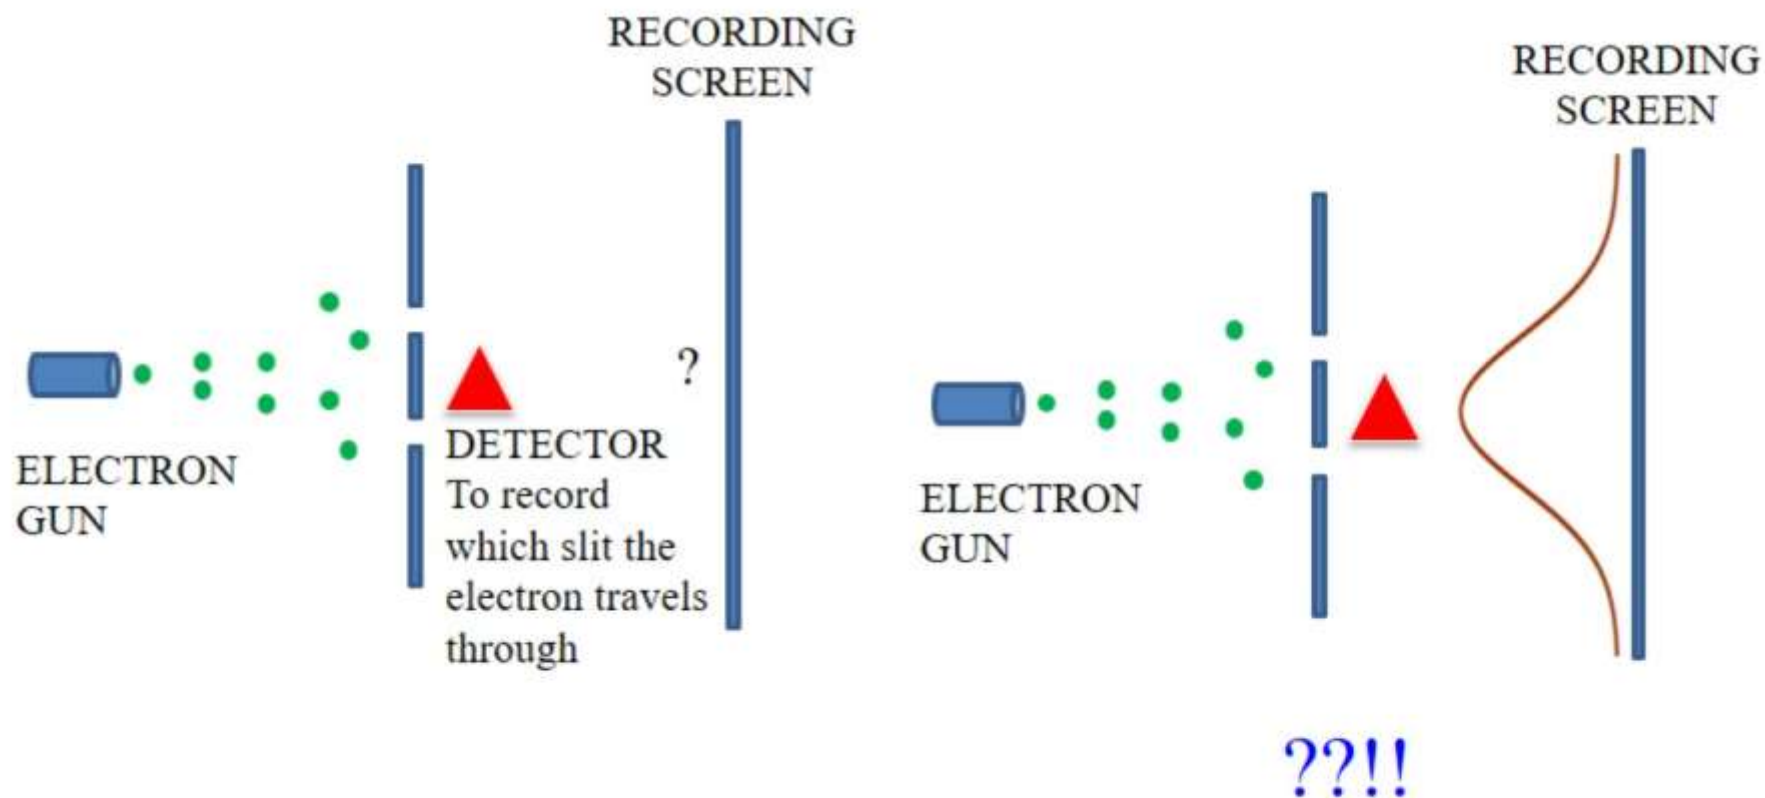 RECORDING
SCREEN
?
ELECTRON
GUN
DETECTOR
To record
which slit the
electron travels
through
RECORDING
SCREEN
ELECTRON
GUN
??!!